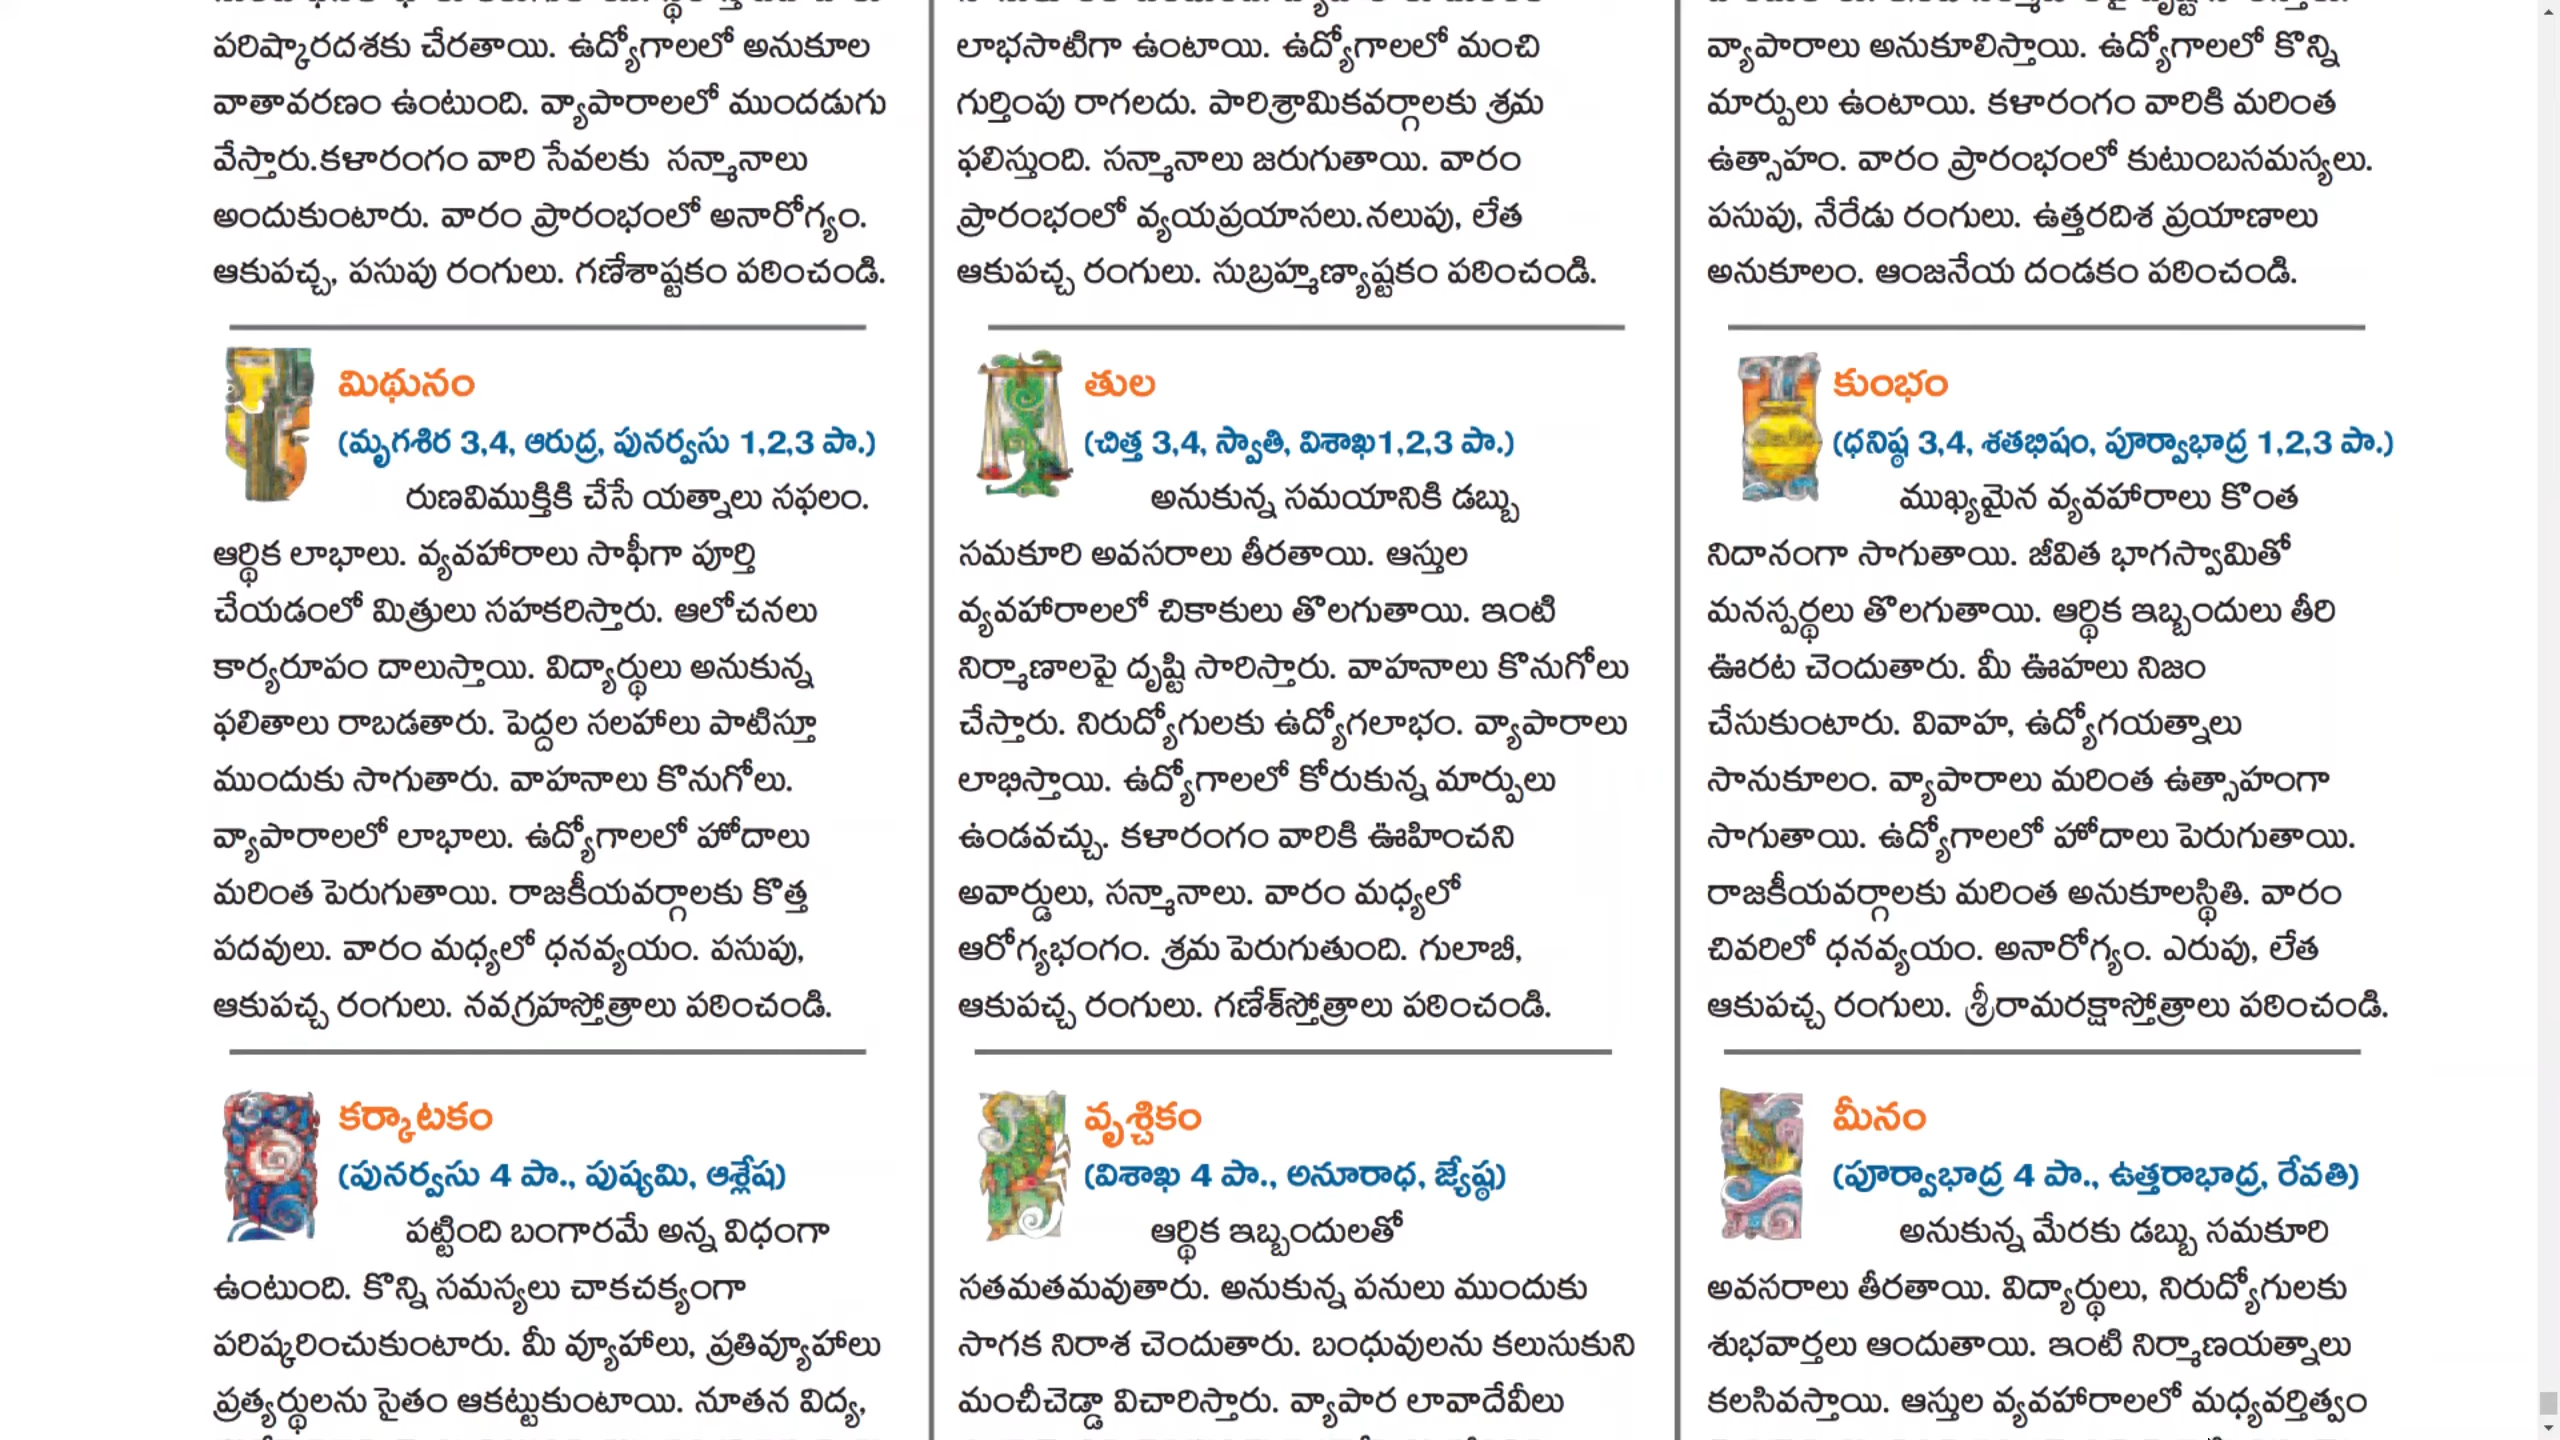 పరిష్కారదశకు చేరతాయి. ఉద్యోగాలలో అనుకూల
వాతావరణం ఉంటుంది. వ్యాపారాలలో ముందడుగు
వేస్తారు.కళారంగం వారి సేవలకు సన్మానాలు
అందుకుంటారు. వారం ప్రారంభంలో అనారోగ్యం.
ఆకుపచ్చ, పసుపు రంగులు. గణేశాష్టకం పఠించండి.
మిథునం
(మృగశిర 3,4, ఆరుద్ర, పునర్వసు 1,2,3 పా.)
రుణవిముక్తికి చేసే యత్నాలు సఫలం.
ఆర్థిక లాభాలు. వ్యవహారాలు సాఫీగా పూర్తి
చేయడంలో మిత్రులు సహకరిస్తారు. ఆలోచనలు
కార్యరూపం దాలుస్తాయి. విద్యార్థులు అనుకున్న
ఫలితాలు రాబడతారు. పెద్దల సలహాలు పాటిస్తూ
ముందుకు సాగుతారు. వాహనాలు కొనుగోలు.
వ్యాపారాలలో లాభాలు. ఉద్యోగాలలో హోదాలు
మరింత పెరుగుతాయి. రాజకీయవర్గాలకు కొత్త
పదవులు. వారం మధ్యలో ధనవ్యయం. పసుపు,
ఆకుపచ్చ రంగులు. నవగ్రహస్తోత్రాలు పఠించండి.
కర్కాటకం
(పునర్వసు 4 పా., పుష్యమి, ఆశ్లేష)
పట్టింది బంగారమే అన్న విధంగా
ఉంటుంది. కొన్ని సమస్యలు చాకచక్యంగా
పరిష్కరించుకుంటారు. మీ వ్యూహాలు, ప్రతివ్యూహాలు
ప్రత్యర్థులను సైతం ఆకట్టుకుంటాయి. నూతన విద్య,
లాభసాటిగా ఉంటాయి. ఉద్యోగాలలో మంచి
గుర్తింపు రాగలదు. పారిశ్రామికవర్గాలకు శ్రమ
ఫలిస్తుంది. సన్మానాలు జరుగుతాయి. వారం
ప్రారంభంలో వ్యయప్రయాసలు.నలుపు, లేత
ఆకుపచ్చ రంగులు. సుబ్రహ్మణ్యాష్టకం పఠించండి.
తుల
(చిత్త 3,4, స్వాతి, విశాఖ1,2,3 పా.)
అనుకున్న సమయానికి డబ్బు
సమకూరి అవసరాలు తీరతాయి. ఆస్తుల
వ్యవహారాలలో చికాకులు తొలగుతాయి. ఇంటి
నిర్మాణాలపై దృష్టి సారిస్తారు. వాహనాలు కొనుగోలు
చేస్తారు. నిరుద్యోగులకు ఉద్యోగలాభం. వ్యాపారాలు
లాభిస్తాయి. ఉద్యోగాలలో కోరుకున్న మార్పులు
ఉండవచ్చు. కళారంగం వారికి ఊహించని
అవార్డులు, సన్మానాలు. వారం మధ్యలో
ఆరోగ్యభంగం. శ్రమ పెరుగుతుంది. గులాబీ,
ఆకుపచ్చ రంగులు. గణేశ్‌స్తోత్రాలు పఠించండి.
వృశ్చికం
(విశాఖ 4 పా., అనూరాధ, జ్యేష్ఠ)
ఆర్థిక ఇబ్బందులతో
సతమతమవుతారు. అనుకున్న పనులు ముందుకు
సాగక నిరాశ చెందుతారు. బంధువులను కలుసుకుని
మంచీచెడ్డా విచారిస్తారు. వ్యాపార లావాదేవీలు
వ్యాపారాలు అనుకూలిస్తాయి. ఉద్యోగాలలో కొన్ని
మార్పులు ఉంటాయి. కళారంగం వారికి మరింత
ఉత్సాహం. వారం ప్రారంభంలో కుటుంబసమస్యలు.
పసుపు, నేరేడు రంగులు. ఉత్తరదిశ ప్రయాణాలు
అనుకూలం. ఆంజనేయ దండకం పఠించండి.
కుంభం
(ధనిష్ఠ 3,4, శతభిషం, పూర్వాభాద్ర 1,2,3 పా.)
ముఖ్యమైన వ్యవహారాలు కొంత
నిదానంగా సాగుతాయి. జీవిత భాగస్వామితో
మనస్పర్థలు తొలగుతాయి. ఆర్థిక ఇబ్బందులు తీరి
ఊరట చెందుతారు. మీ ఊహలు నిజం
చేసుకుంటారు. వివాహ, ఉద్యోగయత్నాలు
సానుకూలం. వ్యాపారాలు మరింత ఉత్సాహంగా
సాగుతాయి. ఉద్యోగాలలో హోదాలు పెరుగుతాయి.
రాజకీయవర్గాలకు మరింత అనుకూలస్థితి. వారం
చివరిలో ధనవ్యయం. అనారోగ్యం. ఎరుపు, లేత
ఆకుపచ్చ రంగులు. శ్రీరామరక్షాస్తోత్రాలు పఠించండి.
మీనం
(పూర్వాభాద్ర 4 పా., ఉత్తరాభాద్ర, రేవతి)
అనుకున్న మేరకు డబ్బు సమకూరి
అవసరాలు తీరతాయి. విద్యార్థులు, నిరుద్యోగులకు
శుభవార్తలు ఆందుతాయి. ఇంటి నిర్మాణయత్నాలు
కలసివస్తాయి. ఆస్తుల వ్యవహారాలలో మధ్యవర్తిత్వం